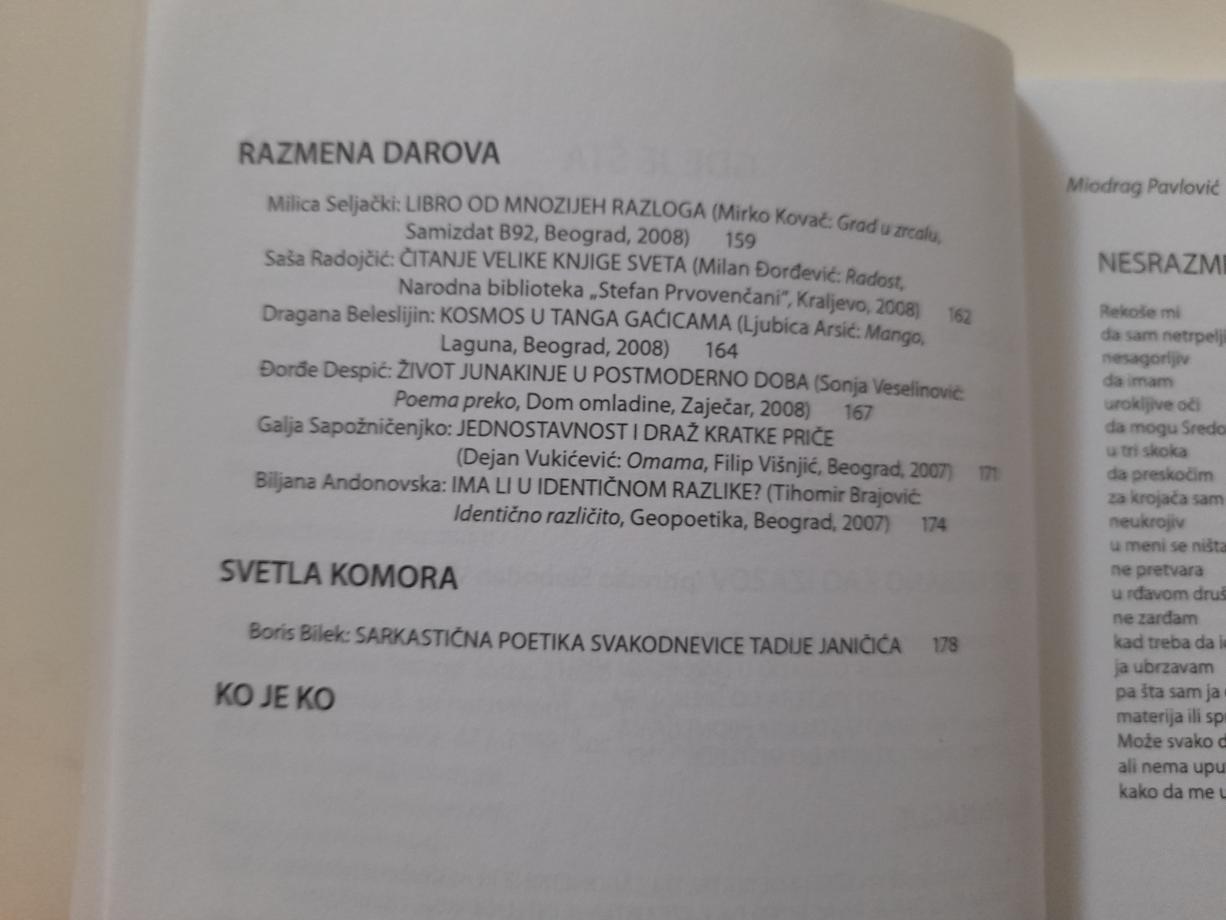 RAZMENA DAROVA
Milica Seljački: LIBRO OD MNOZIJEH RAZLOGA (Mirko Kovač: Grad u zrcalu,
Samizdat B92, Beograd, 2008) 159
Saša Radojčić: ČITANJE VELIKE KNJIGE SVETA (Milan Đorđević: Radost,
Narodna biblioteka „Stefan Prvovenčani", Kraljevo, 2008) 162
Dragana Beleslijin: KOSMOS U TANGA GAĆICAMA (Ljubica Arsić: Mango,
Laguna, Beograd, 2008) 164
Đorđe Despić: ŽIVOT JUNAKINJE U POSTMODERNO DOBA (Sonja Veselinović:
Poema preko, Dom omladine, Zaječar, 2008) 167
Galja Sapožničenjko: JEDNOSTAVNOST I DRAŽ KRATKE PRIČE
(Dejan Vukićević: Omama, Filip Višnjić, Beograd, 2007) 171
Biljana Andonovska: IMA LI U IDENTIČNOM RAZLIKE? (Tihomir Brajović:
Identično različito, Geopoetika, Beograd, 2007) 174
SVETLA KOMORA
Boris Bilek: SARKASTIČNA POETIKA SVAKODNEVICE TADIJE JANIČIĆA 178
KO JE KO
Miodrag Pavlović
Rekoše mi
da sam
nesagorljiv
da imam
urokljive oči
da mogu
u tri skoka
da preskočim
za krojača sam
neukrojiv
u meni se ništa
ne pretvara
u rđavom
ne zarđam
kad treba da
ja ubrzavam
pa šta sam ja
materija ili
Može svako
ali nema
kako da me